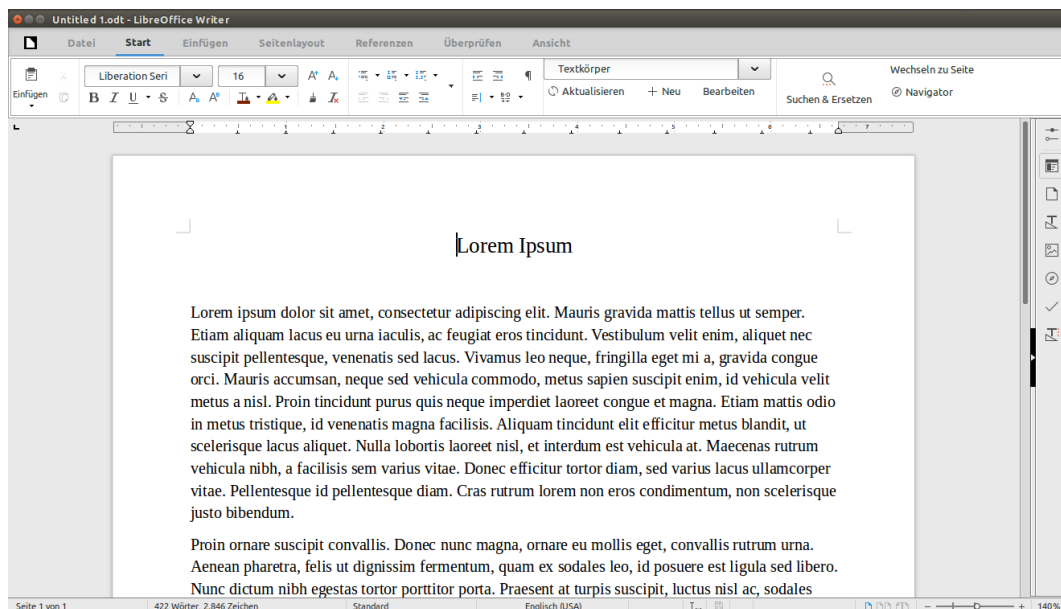 Untitled 1.odt - LibreOffice Writer
Datei Start Einfügen Seitenlayout Referenzen Überprüfen Ansicht
Einfügen
Liberation Seri 16
B I U S
Textkörper
Aktualisieren + Neu Bearbeiten
Suchen & Ersetzen
Wechseln zu Seite
Navigator
1 2 3 4 5 6 7
Lorem Ipsum
Lorem ipsum dolor sit amet, consectetur adipiscing elit. Mauris gravida mattis tellus ut semper.
Etiam aliquam lacus eu urna iaculis, ac feugiat eros tincidunt. Vestibulum velit enim, aliquet nec
suscipit pellentesque, venenatis sed lacus. Vivamus leo neque, fringilla eget mi a, gravida congue
orci. Mauris accumsan, neque sed vehicula commodo, metus sapien suscipit enim, id vehicula velit
metus a nisl. Proin tincidunt purus quis neque imperdiet laoreet congue et magna. Etiam mattis odio
in metus tristique, id venenatis magna facilisis. Aliquam tincidunt elit efficitur metus blandit, ut
scelerisque lacus aliquet. Nulla lobortis laoreet nisl, et interdum est vehicula at. Maecenas rutrum
vehicula nibh, a facilisis sem varius vitae. Donec efficitur tortor diam, sed varius lacus ullamcorper
vitae. Pellentesque id pellentesque diam. Cras rutrum lorem non eros condimentum, non scelerisque
justo bibendum.
Proin ornare suscipit convallis. Donec nunc magna, ornare eu mollis eget, convallis rutrum urna.
Aenean pharetra, felis ut dignissim fermentum, quam ex sodales leo, id posuere est ligula sed libero.
Nunc dictum nibh egestas tortor porttitor porta. Praesent at turpis suscipit, luctus nisl ac, sodales
Seite 1 von 1 422 Wörter, 2.846 Zeichen Standard Englisch (USA) 140%